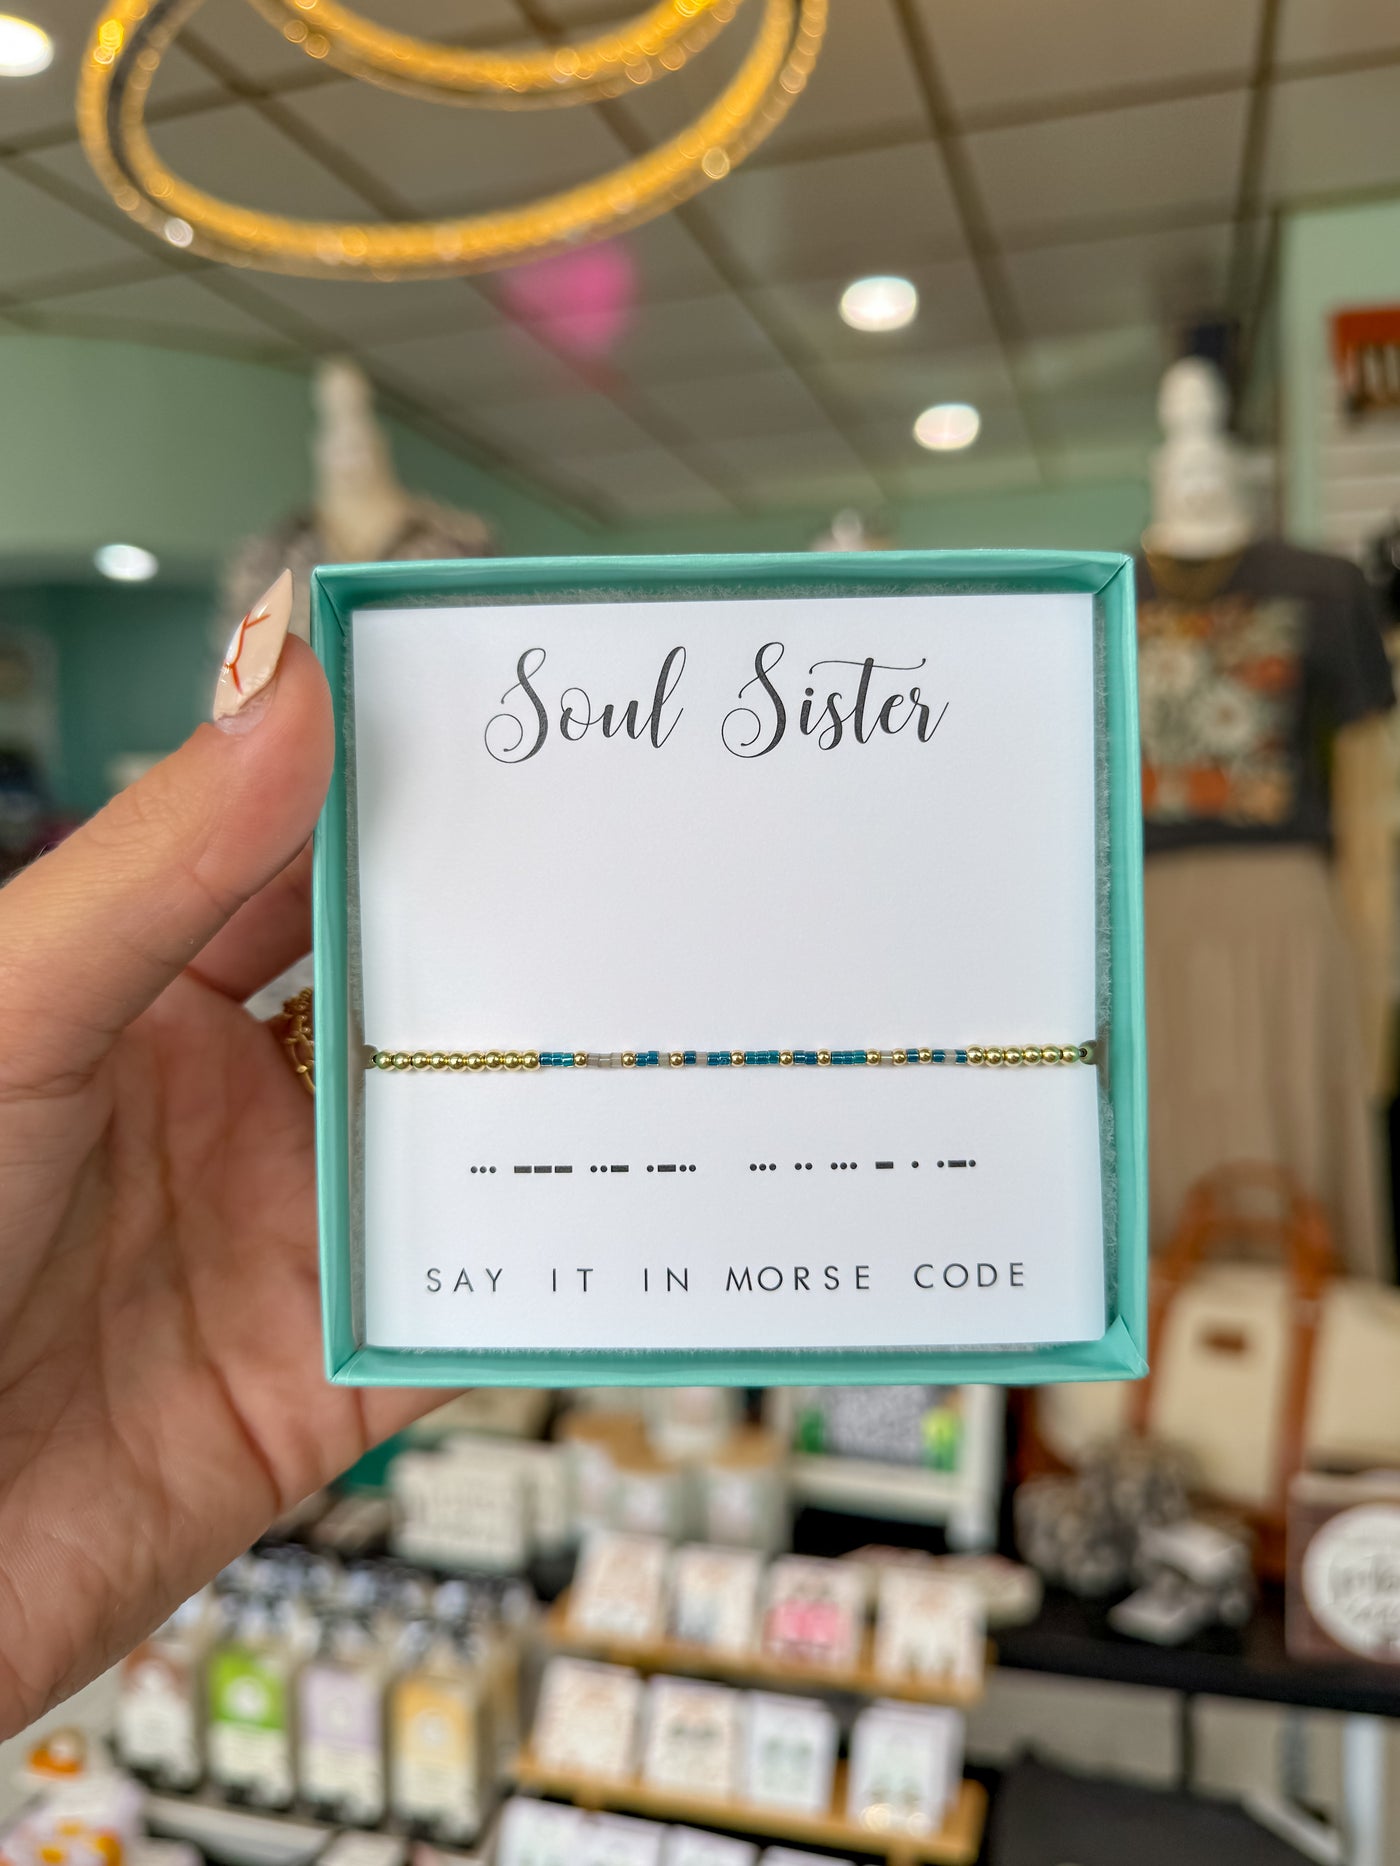 Soul Sister
••• ▬▬▬ ••▬ •▬•• ••• •• ••• ▬ • •▬•
SAY IT IN MORSE CODE